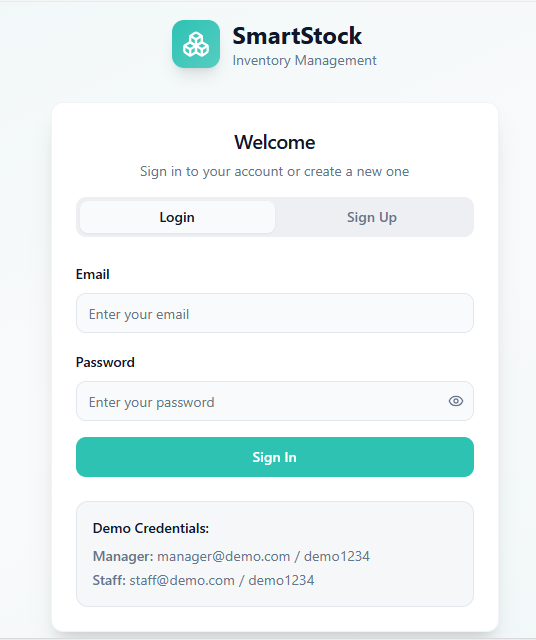 SmartStock
Inventory Management
Welcome
Sign in to your account or create a new one
Login
Sign Up
Email
Enter your email
Password
Enter your password
Sign In
Demo Credentials:
Manager: manager@demo.com / demo1234
Staff: staff@demo.com / demo1234